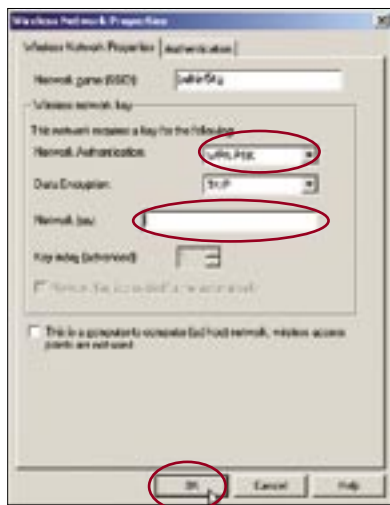 Wireless Network Properties
Wireless Network Properties Authentication
Network name (SSID):
Wireless network key
This network requires a key for the following:
Network Authentication: WPA-PSK
Data Encryption: TKIP
Network key:
Key index (advanced):
This is a computer-to-computer (ad hoc) network; wireless access
points are not used
OK Cancel Help